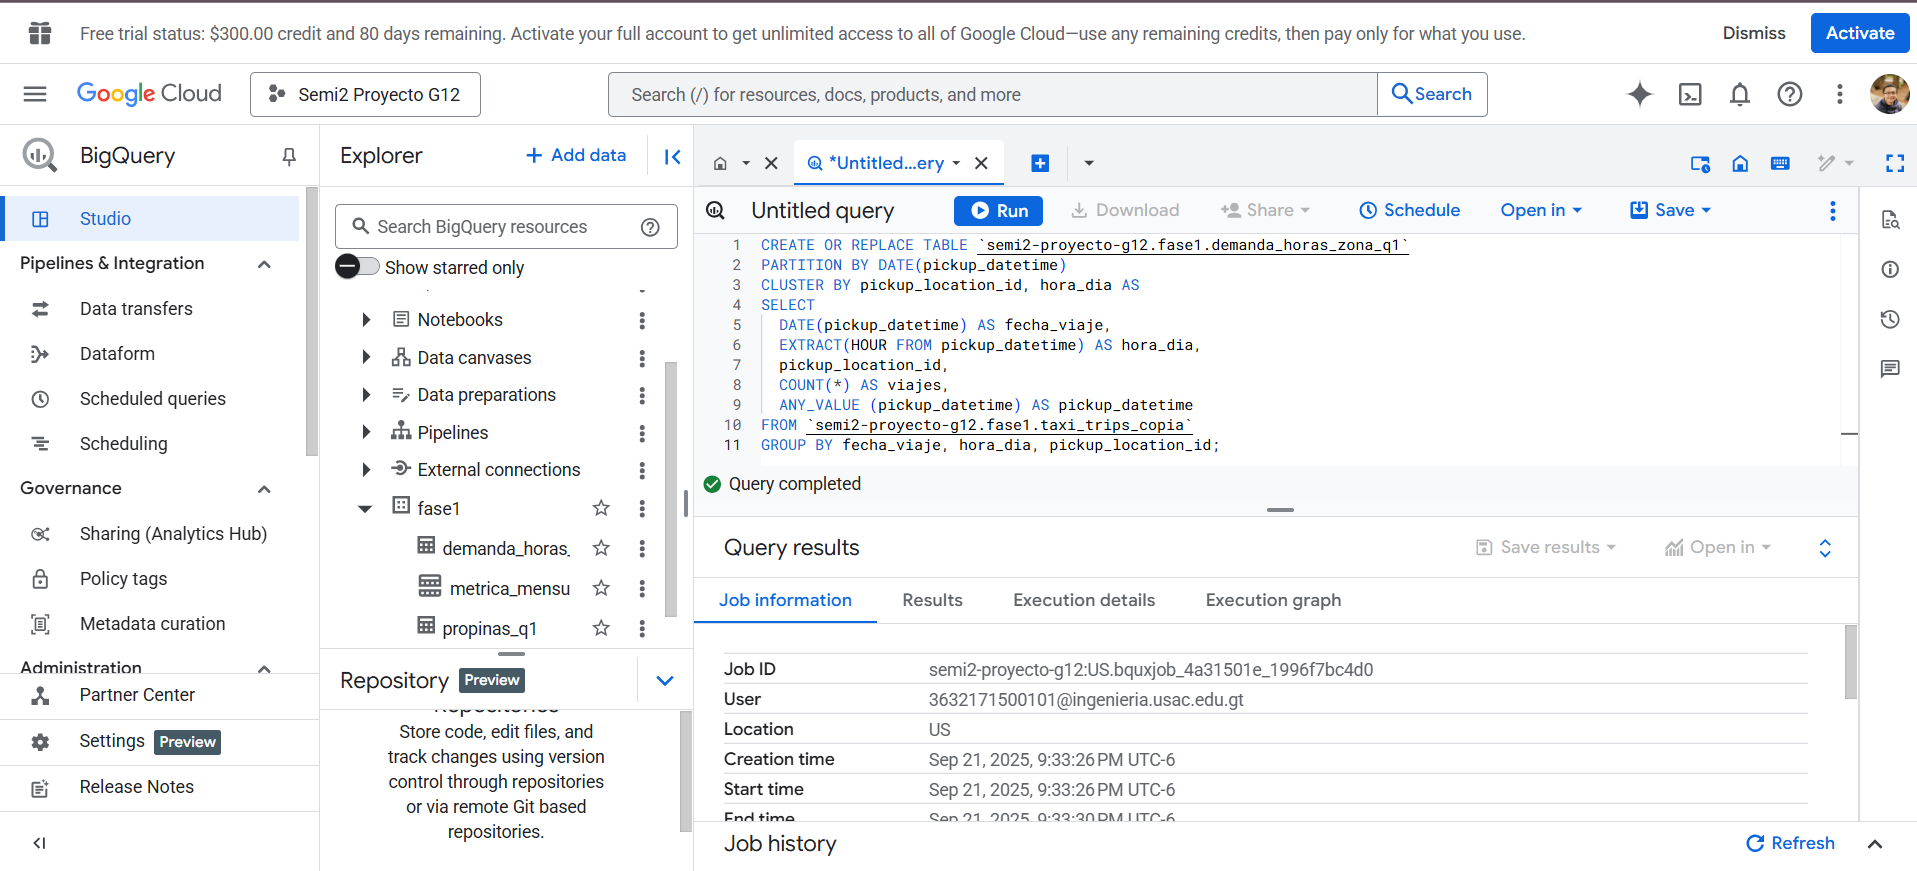 Free trial status: $300.00 credit and 80 days remaining. Activate your full account to get unlimited access to all of Google Cloud—use any remaining credits, then pay only for what you use.
Dismiss
Activate
Google Cloud
Semi2 Proyecto G12
Search (/) for resources, docs, products, and more
Search
BigQuery
Studio
Pipelines & Integration
Data transfers
Dataform
Scheduled queries
Scheduling
Governance
Sharing (Analytics Hub)
Policy tags
Metadata curation
Administration
Partner Center
Settings Preview
Release Notes
Explorer
+ Add data
Search BigQuery resources
Show starred only
Notebooks
Data canvases
Data preparations
Pipelines
External connections
fase1
demanda_horas_
metrica_mensu
propinas_q1
Repository Preview
Repositories
Store code, edit files, and
track changes using version
control through repositories
or via remote Git based
repositories.
*Untitled...ery
Untitled query
Run
Download
Share
Schedule
Open in
Save
1 CREATE OR REPLACE TABLE `semi2-proyecto-g12.fase1.demanda_horas_zona_q1`
2 PARTITION BY DATE(pickup_datetime)
3 CLUSTER BY pickup_location_id, hora_dia AS
4 SELECT
5 DATE(pickup_datetime) AS fecha_viaje,
6 EXTRACT(HOUR FROM pickup_datetime) AS hora_dia,
7 pickup_location_id,
8 COUNT(*) AS viajes,
9 ANY_VALUE (pickup_datetime) AS pickup_datetime
10 FROM `semi2-proyecto-g12.fase1.taxi_trips_copia`
11 GROUP BY fecha_viaje, hora_dia, pickup_location_id;
Query completed
Query results
Save results
Open in
Job information
Results
Execution details
Execution graph
Job ID semi2-proyecto-g12:US.bquxjob_4a31501e_1996f7bc4d0
User 3632171500101@ingenieria.usac.edu.gt
Location US
Creation time Sep 21, 2025, 9:33:26 PM UTC-6
Start time Sep 21, 2025, 9:33:26 PM UTC-6
End time Sep 21, 2025, 9:33:30 PM UTC-6
Job history
Refresh